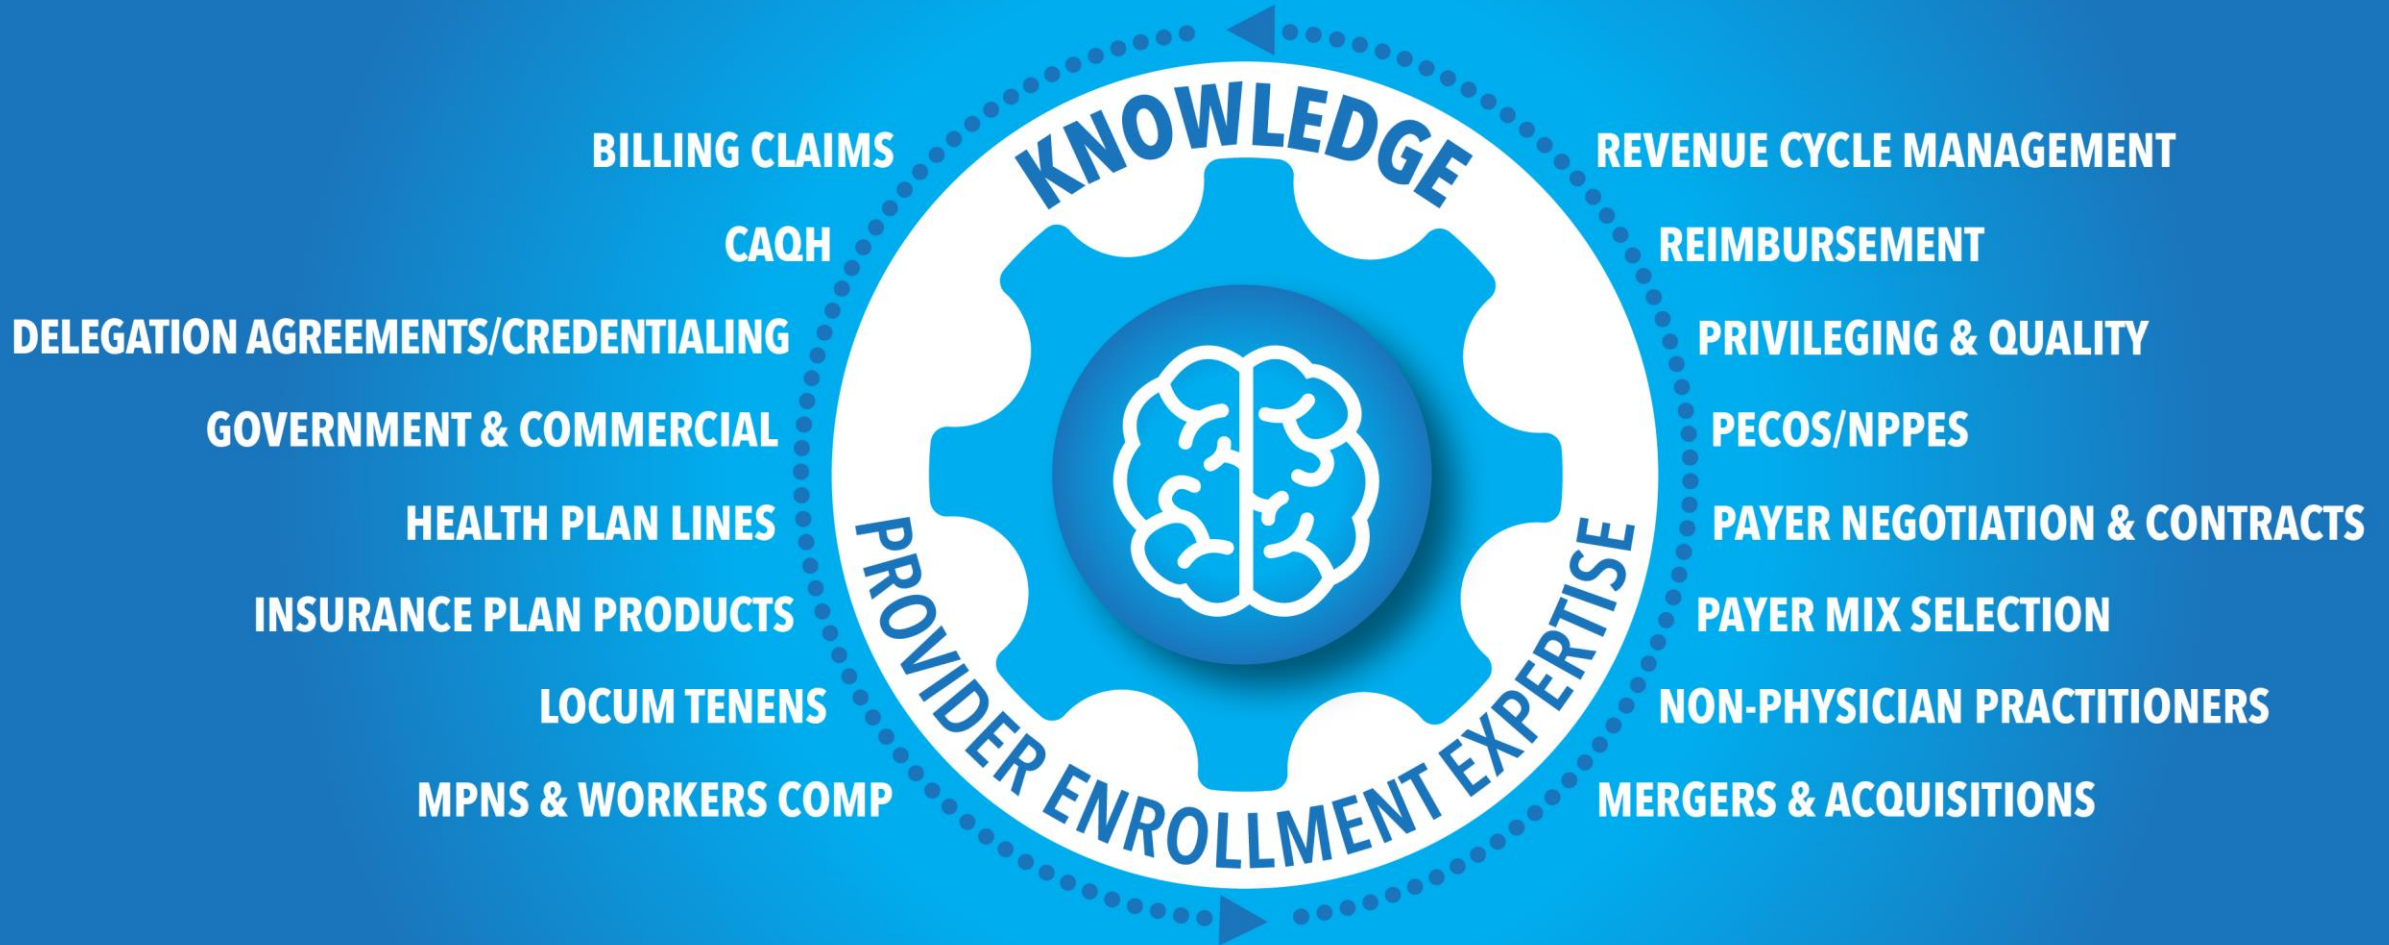 KNOWLEDGE
PROVIDER ENROLLMENT EXPERTISE
BILLING CLAIMS
CAQH
DELEGATION AGREEMENTS/CREDENTIALING
GOVERNMENT & COMMERCIAL
HEALTH PLAN LINES
INSURANCE PLAN PRODUCTS
LOCUM TENENS
MPNS & WORKERS COMP
REVENUE CYCLE MANAGEMENT
REIMBURSEMENT
PRIVILEGING & QUALITY
PECOS/NPPES
PAYER NEGOTIATION & CONTRACTS
PAYER MIX SELECTION
NON-PHYSICIAN PRACTITIONERS
MERGERS & ACQUISITIONS